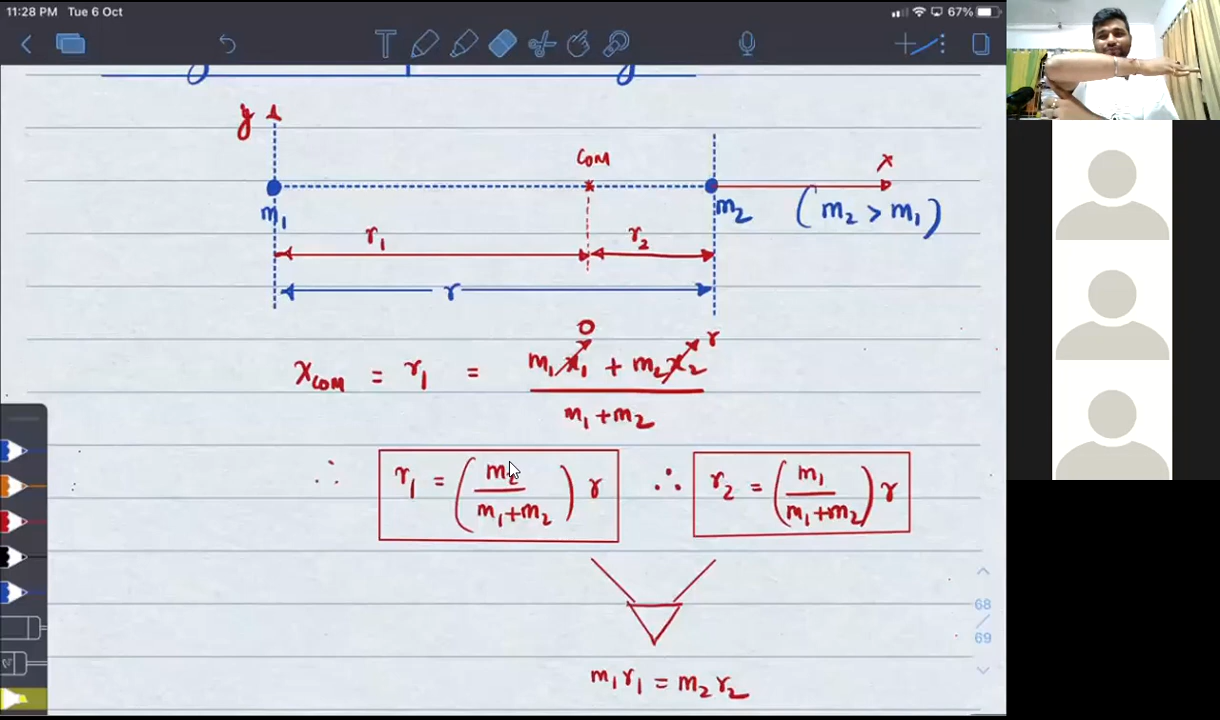 11:28 PM Tue 6 Oct 67%
y
COM
x
m₁
m₂ (m₂ > m₁)
r₁ r₂
r
0 r
x_COM = r₁ = (m₁x₁ + m₂x₂) / (m₁+m₂)
∴ r₁ = (m₂/(m₁+m₂)) r ∴ r₂ = (m₁/(m₁+m₂)) r
68
69
m₁r₁ = m₂r₂